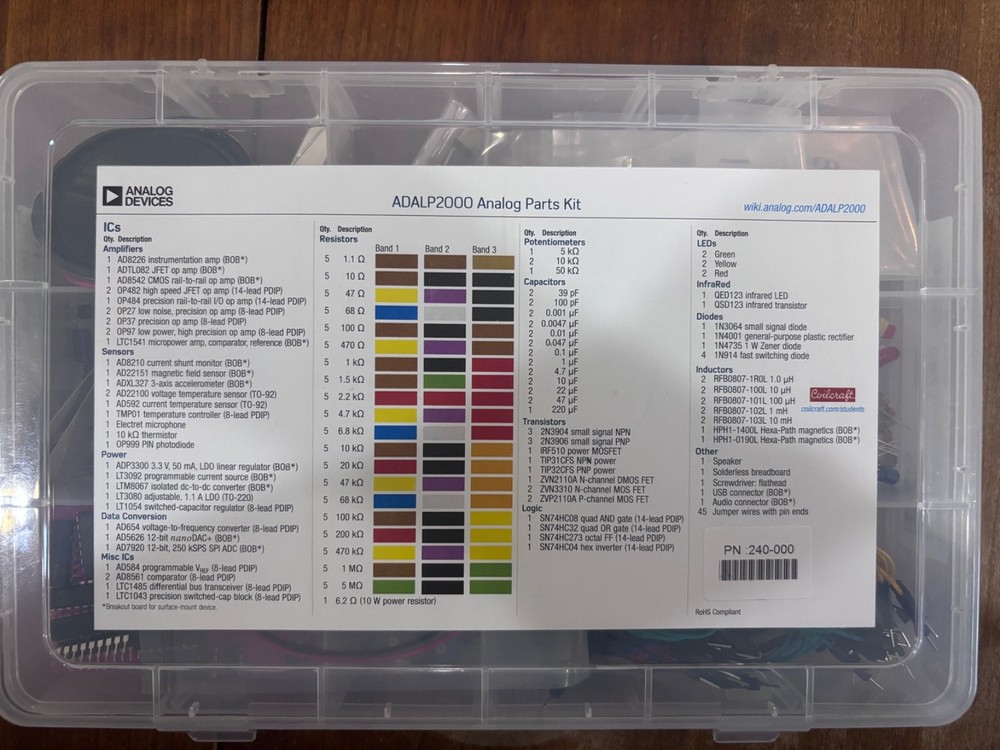 ANALOG
DEVICES
ADALP2000 Analog Parts Kit
wiki.analog.com/ADALP2000
ICs
Qty. Description
Amplifiers
1 AD8226 instrumentation amp (BOB*)
1 ADTL082 JFET op amp (BOB*)
1 AD8542 CMOS rail-to-rail op amp (BOB*)
2 OP482 high speed JFET op amp (14-lead PDIP)
1 OP484 precision rail-to-rail I/O op amp (14-lead PDIP)
2 OP27 low noise, precision op amp (8-lead PDIP)
2 OP37 precision op amp (8-lead PDIP)
2 OP97 low power, high precision op amp (8-lead PDIP)
1 LTC1541 micropower amp, comparator, reference (BOB*)
Sensors
1 AD8210 current shunt monitor (BOB*)
1 AD22151 magnetic field sensor (BOB*)
1 ADXL327 3-axis accelerometer (BOB*)
2 AD22100 voltage temperature sensor (TO-92)
1 AD592 current temperature sensor (TO-92)
1 TMP01 temperature controller (8-lead PDIP)
1 Electret microphone
1 10 kΩ thermistor
1 OP999 PIN photodiode
Power
1 ADP3300 3.3 V, 50 mA, LDO linear regulator (BOB*)
1 LT3092 programmable current source (BOB*)
1 LTM8067 isolated dc-to-dc converter (BOB*)
1 LT3080 adjustable, 1.1 A LDO (TO-220)
1 LT1054 switched-capacitor regulator (8-lead PDIP)
Data Conversion
1 AD654 voltage-to-frequency converter (8-lead PDIP)
1 AD5626 12-bit nanoDAC+ (BOB*)
1 AD7920 12-bit, 250 kSPS SPI ADC (BOB*)
Misc ICs
1 AD584 programmable VREF (8-lead PDIP)
2 AD8561 comparator (8-lead PDIP)
1 LTC1485 differential bus transceiver (8-lead PDIP)
1 LTC1043 precision switched-cap block (8-lead PDIP)
*Breakout board for surface-mount device.
Qty. Description
Resistors
Band 1 Band 2 Band 3
5 1.1 Ω
5 10 Ω
5 47 Ω
5 68 Ω
5 100 Ω
5 470 Ω
5 1 kΩ
5 1.5 kΩ
5 2.2 kΩ
5 4.7 kΩ
5 6.8 kΩ
5 10 kΩ
5 20 kΩ
5 47 kΩ
5 68 kΩ
5 100 kΩ
5 200 kΩ
5 470 kΩ
5 1 MΩ
5 5 MΩ
1 6.2 Ω (10 W power resistor)
Qty. Description
Potentiometers
1 5 kΩ
2 10 kΩ
1 50 kΩ
Capacitors
2 39 pF
2 100 pF
2 0.001 µF
2 0.0047 µF
2 0.01 µF
2 0.047 µF
2 0.1 µF
2 1 µF
2 4.7 µF
2 10 µF
2 22 µF
2 47 µF
1 220 µF
Transistors
3 2N3904 small signal NPN
3 2N3906 small signal PNP
1 IRF510 power MOSFET
1 TIP31CFS NPN power
1 TIP32CFS PNP power
1 ZVN2110A N-channel DMOS FET
2 ZVN3310 N-channel MOS FET
2 ZVP2110A P-channel MOS FET
Logic
1 SN74HC08 quad AND gate (14-lead PDIP)
1 SN74HC32 quad OR gate (14-lead PDIP)
1 SN74HC273 octal FF (14-lead PDIP)
1 SN74HC04 hex inverter (14-lead PDIP)
Qty. Description
LEDs
2 Green
2 Yellow
2 Red
InfraRed
1 QED123 infrared LED
1 QSD123 infrared transistor
Diodes
1 1N3064 small signal diode
1 1N4001 general-purpose plastic rectifier
1 1N4735 1 W Zener diode
4 1N914 fast switching diode
Inductors
2 RFB0807-1R0L 1.0 µH
2 RFB0807-100L 10 µH
2 RFB0807-101L 100 µH
2 RFB0807-102L 1 mH
2 RFB0807-103L 10 mH
1 HPH1-1400L Hexa-Path magnetics (BOB*)
1 HPH1-0190L Hexa-Path magnetics (BOB*)
Coilcraft
coilcraft.com/students
Other
1 Speaker
1 Solderless breadboard
1 Screwdriver: flathead
1 USB connector (BOB*)
1 Audio connector (BOB*)
45 Jumper wires with pin ends
PN :240-000
RoHS Compliant